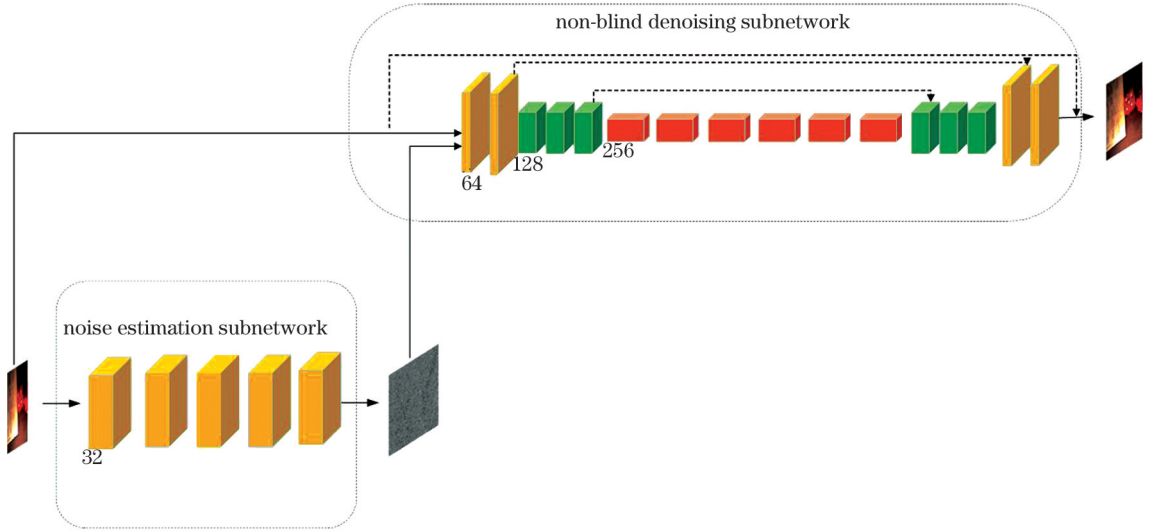 non-blind denoising subnetwork
64
128
256
noise estimation subnetwork
32